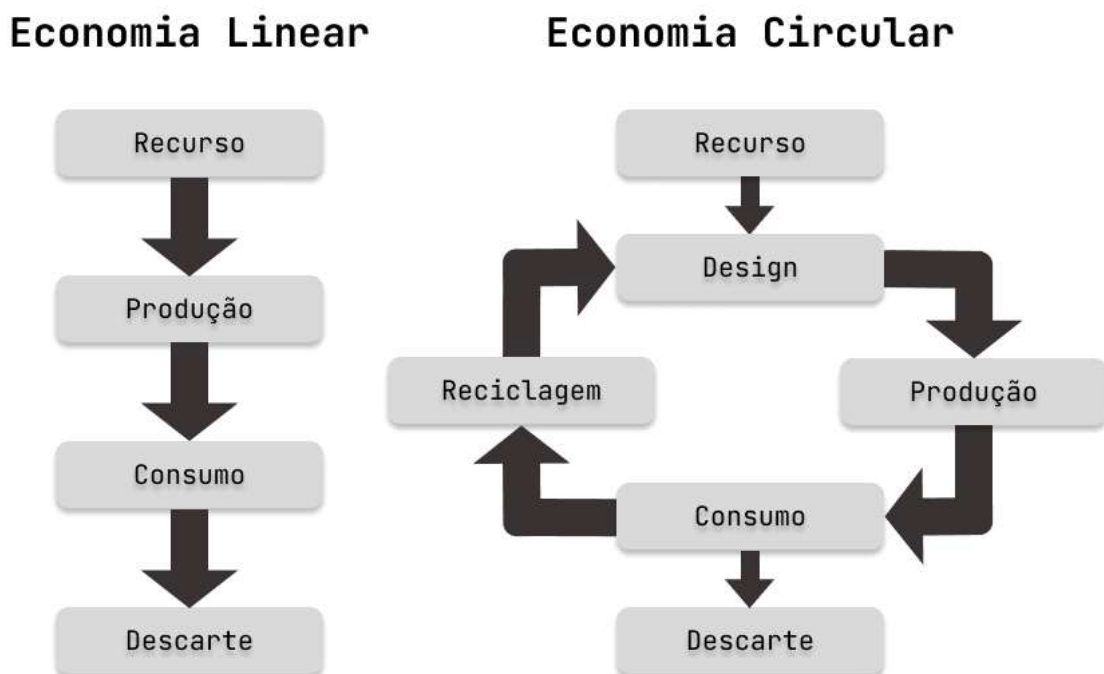 Economia Linear
Recurso
Produção
Consumo
Descarte
Economia Circular
Recurso
Design
Reciclagem
Produção
Consumo
Descarte